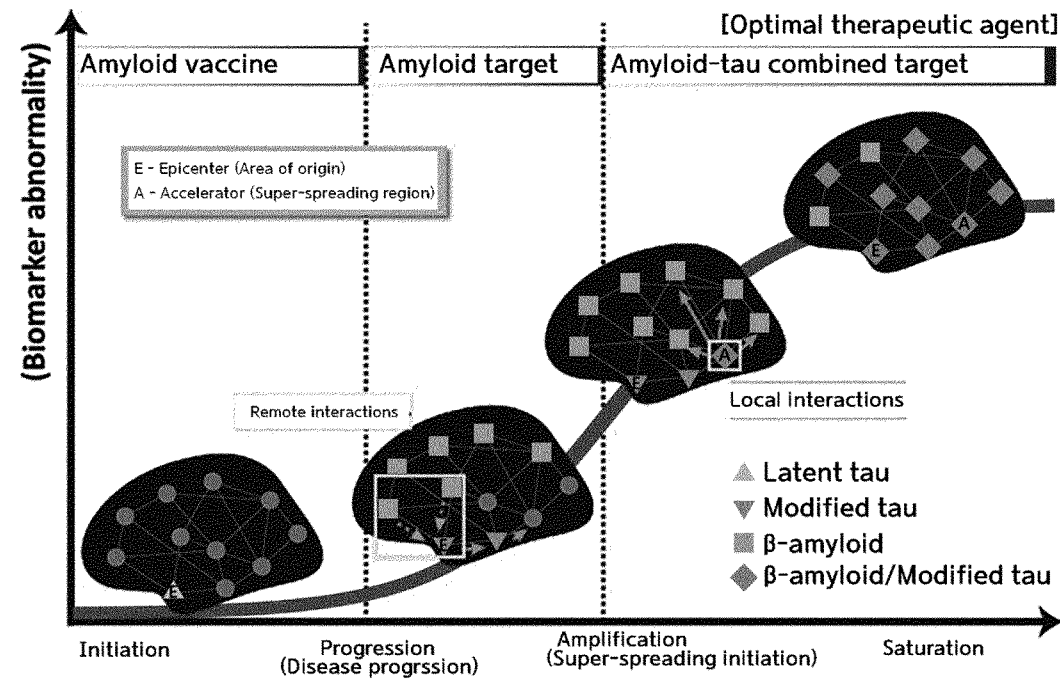 [Optimal therapeutic agent]
Amyloid vaccine
Amyloid target
Amyloid-tau combined target
(Biomarker abnormality)
E - Epicenter (Area of origin)
A - Accelerator (Super-spreading region)
A
E
A
E
Remote interactions
Local interactions
E
E
Latent tau
Modified tau
β-amyloid
β-amyloid/Modified tau
Initiation
Progression
(Disease progrssion)
Amplification
(Super-spreading initiation)
Saturation